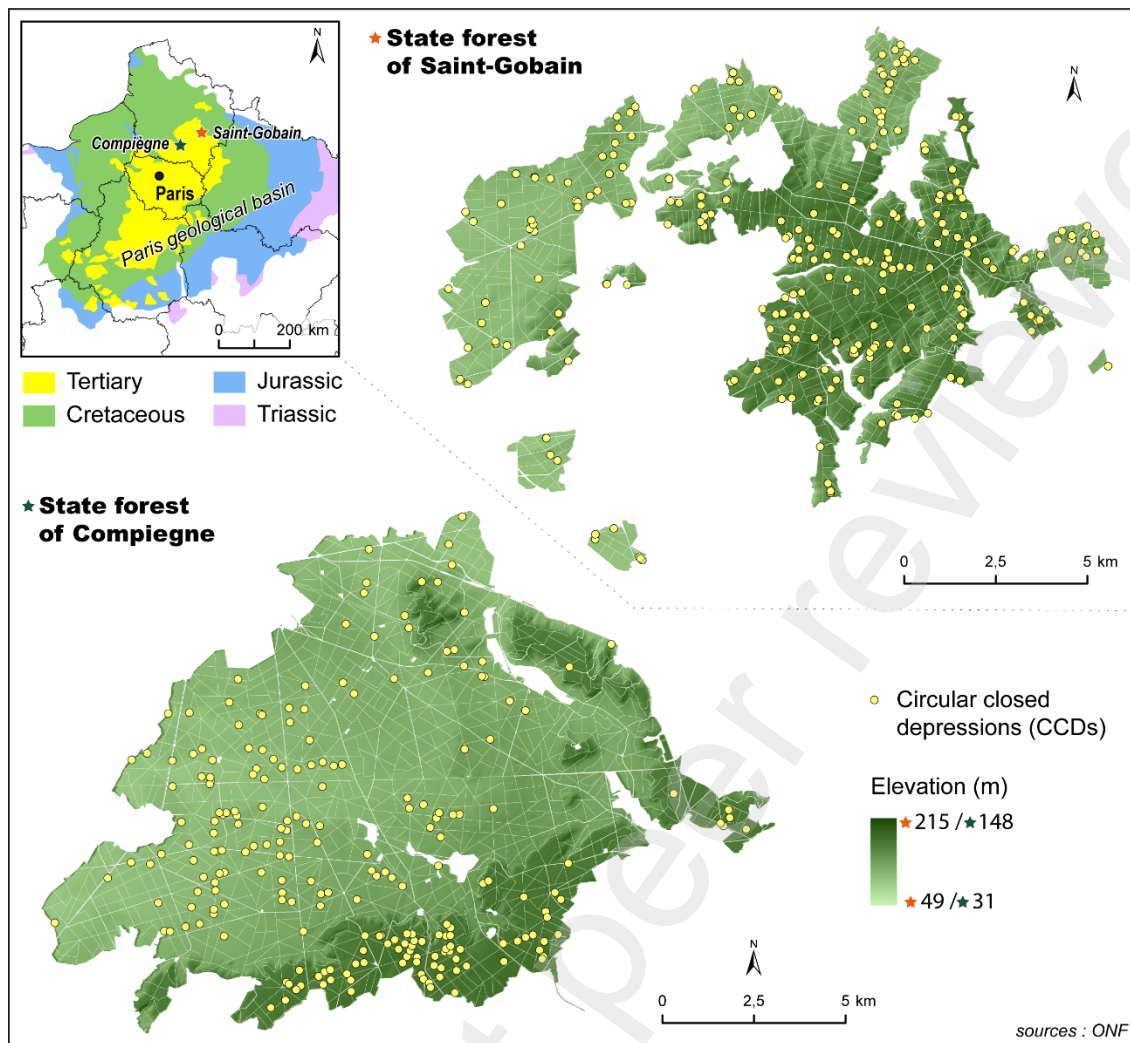 N
Compiègne
Saint-Gobain
Paris
Paris geological basin
0 200 km
Tertiary
Jurassic
Cretaceous
Triassic
State forest
of Saint-Gobain
N
0 2,5 5 km
State forest
of Compiegne
Circular closed
depressions (CCDs)
Elevation (m)
215 / 148
49 / 31
N
0 2,5 5 km
sources : ONF
peer reviewe